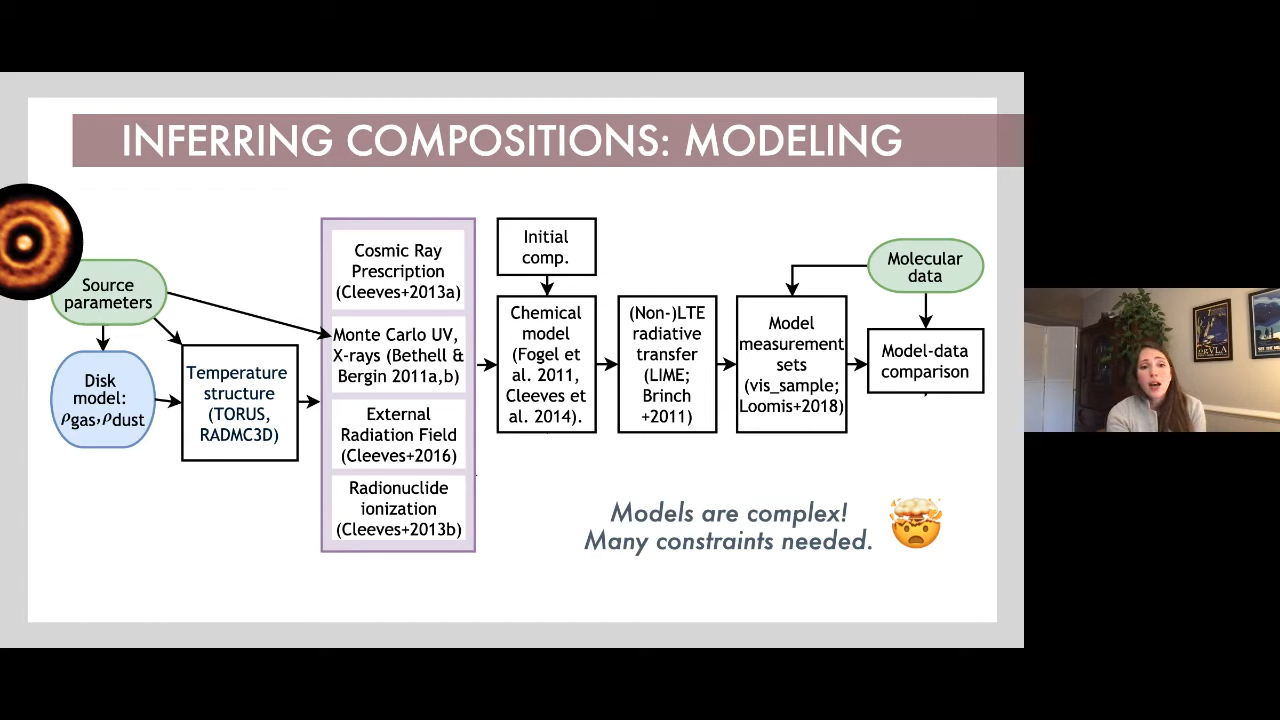 INFERRING COMPOSITIONS: MODELING
Source
parameters
Disk
model:
ρgas,ρdust
Temperature
structure
(TORUS,
RADMC3D)
Cosmic Ray
Prescription
(Cleeves+2013a)
Monte Carlo UV,
X-rays (Bethell &
Bergin 2011a,b)
External
Radiation Field
(Cleeves+2016)
Radionuclide
ionization
(Cleeves+2013b)
Initial
comp.
Chemical
model
(Fogel et
al. 2011,
Cleeves et
al. 2014).
(Non-)LTE
radiative
transfer
(LIME;
Brinch
+2011)
Model
measurement
sets
(vis_sample;
Loomis+2018)
Molecular
data
Model-data
comparison
Models are complex!
Many constraints needed.